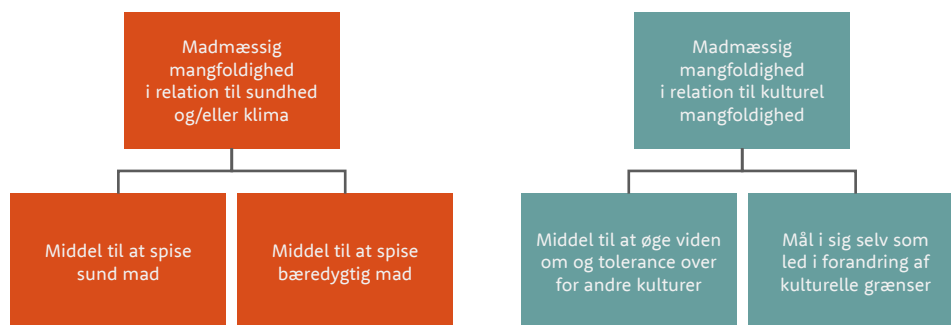 Madmæssig
mangfoldighed
i relation til sundhed
og/eller klima
Madmæssig
mangfoldighed
i relation til kulturel
mangfoldighed
Middel til at spise
sund mad
Middel til at spise
bæredygtig mad
Middel til at øge viden
om og tolerance over
for andre kulturer
Mål i sig selv som
led i forandring af
kulturelle grænser